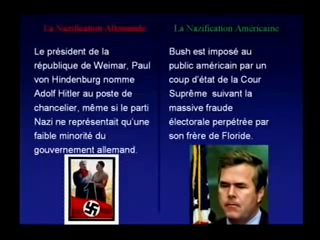 La Nazification Allemande
Le président de la
république de Weimar, Paul
von Hindenburg nomme
Adolf Hitler au poste de
chancelier, même si le parti
Nazi ne représentait qu'une
faible minorité du
gouvernement allemand.
La Nazification Américaine
Bush est imposé au
public américain par un
coup d'état de la Cour
Suprême suivant la
massive fraude
électorale perpétrée par
son frère de Floride.